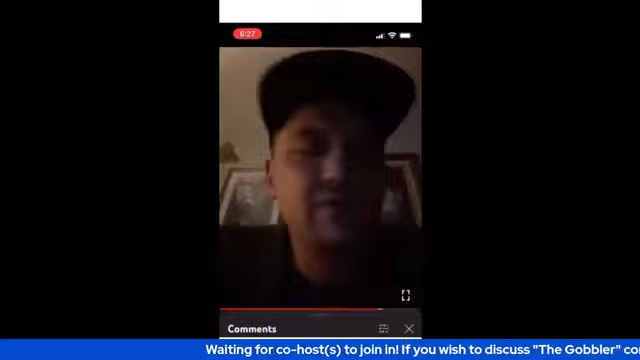 6:27
Comments
Waiting for co-host(s) to join in! If you wish to discuss "The Gobbler" co